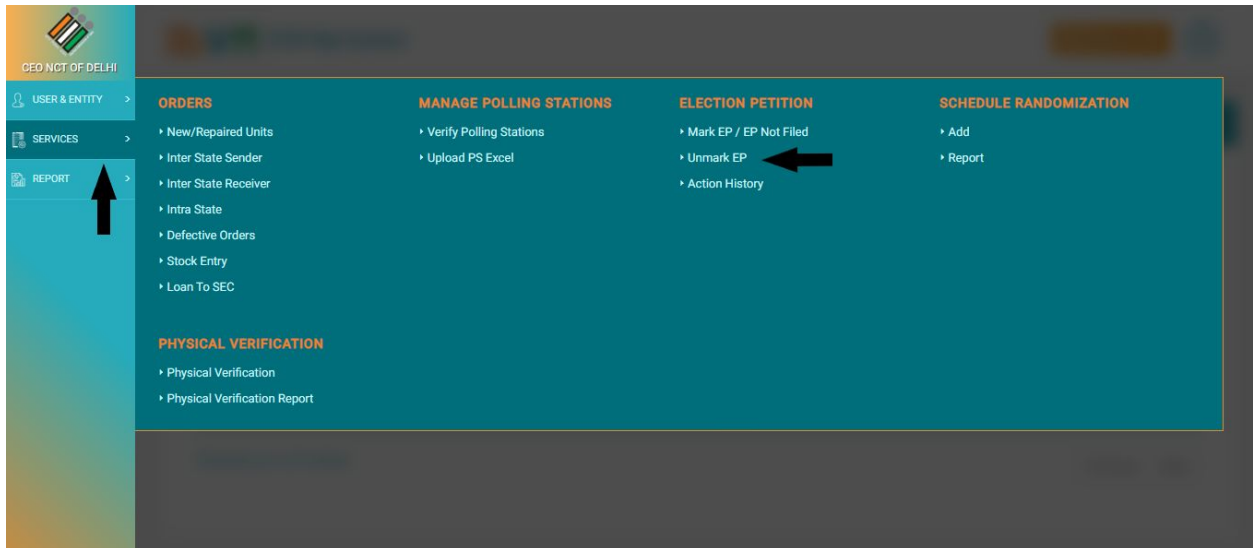 CEO NCT OF DELHI
USER & ENTITY >
SERVICES >
REPORT >
ORDERS
New/Repaired Units
Inter State Sender
Inter State Receiver
Intra State
Defective Orders
Stock Entry
Loan To SEC
MANAGE POLLING STATIONS
Verify Polling Stations
Upload PS Excel
ELECTION PETITION
Mark EP / EP Not Filed
Unmark EP
Action History
SCHEDULE RANDOMIZATION
Add
Report
PHYSICAL VERIFICATION
Physical Verification
Physical Verification Report